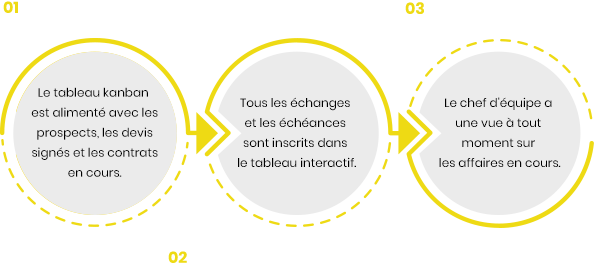 01
Le tableau kanban
est alimenté avec les
prospects, les devis
signés et les contrats
en cours.
02
Tous les échanges
et les échéances
sont inscrits dans
le tableau interactif.
03
Le chef d'équipe a
une vue à tout
moment sur
les affaires en cours.